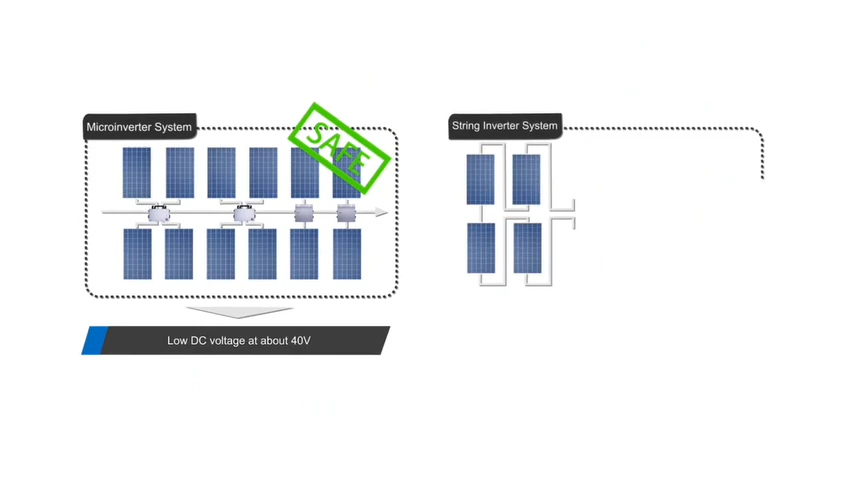 Microinverter System
SAFE
String Inverter System
Low DC voltage at about 40V